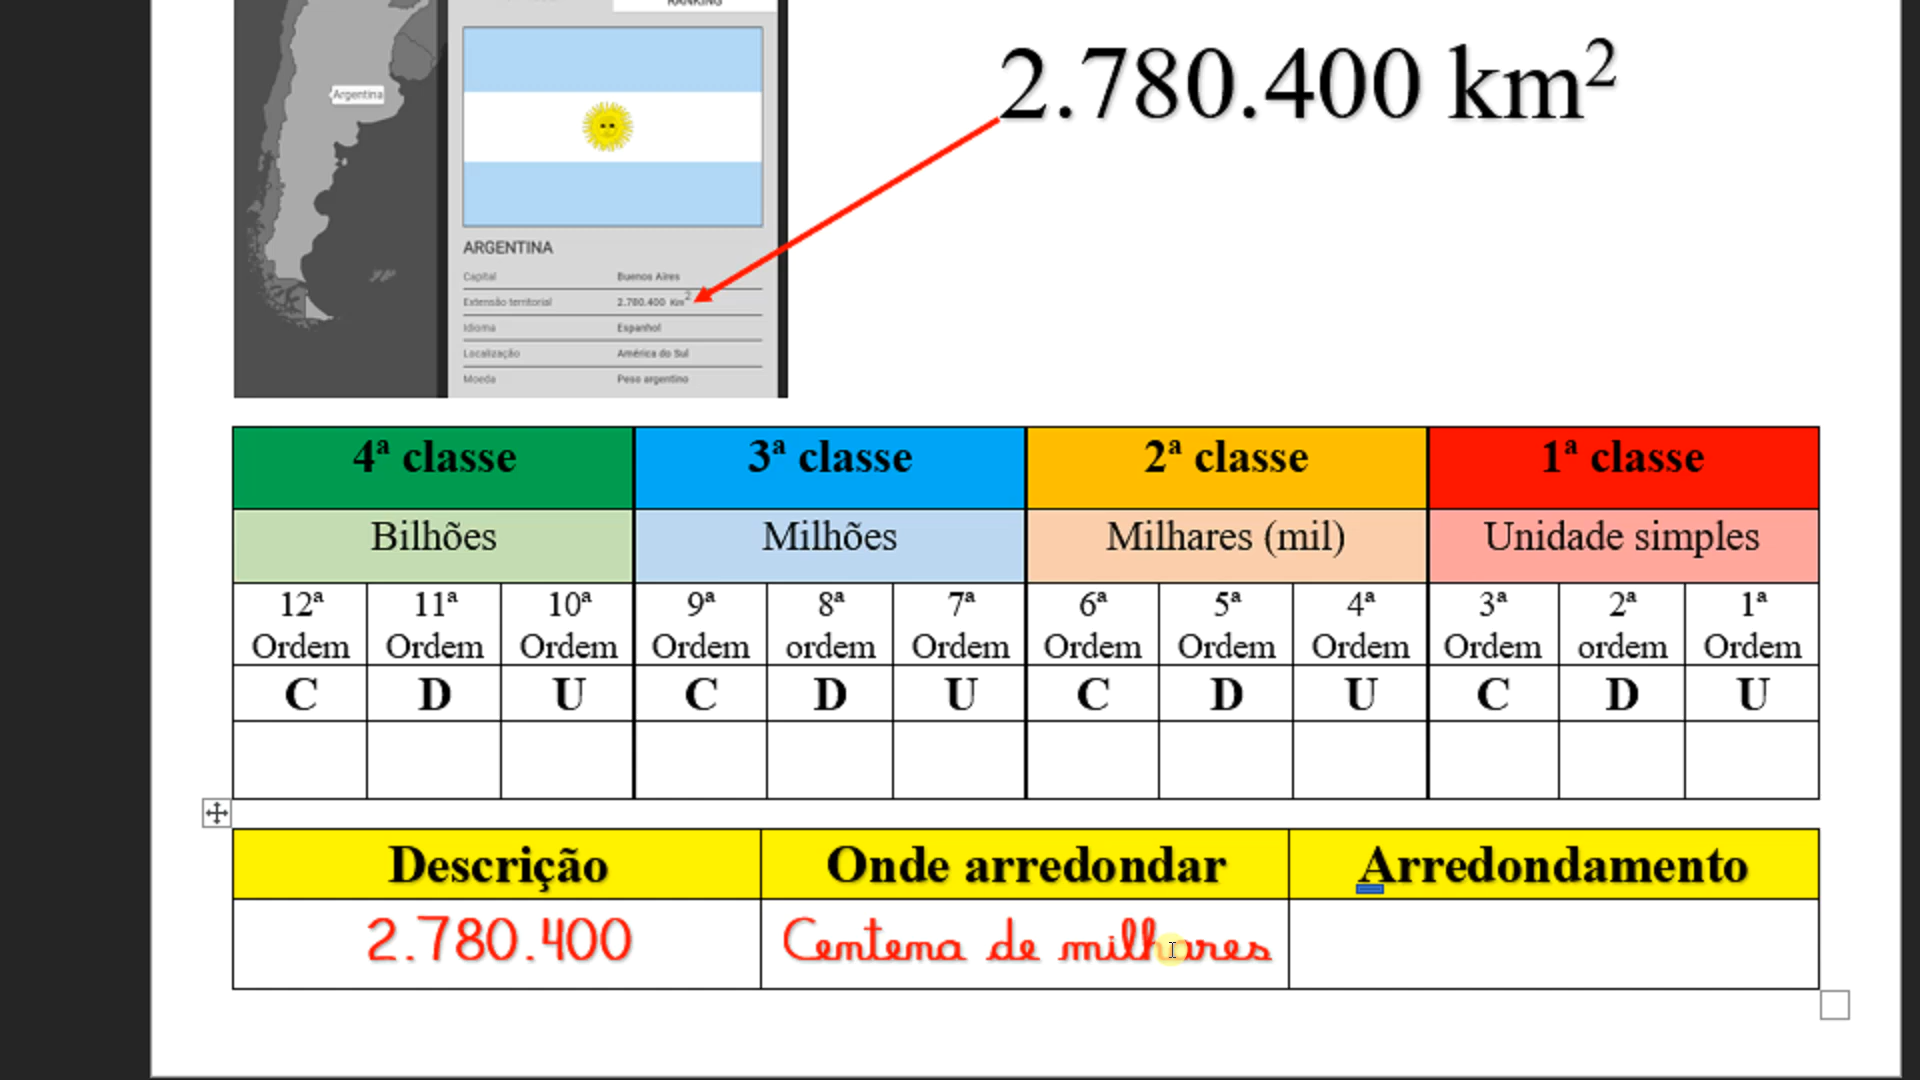 RANKING
Argentina
2.780.400 km²
ARGENTINA
Capital Buenos Aires
Extensão territorial 2.780.400 Km²
Idioma Espanhol
Localização América do Sul
Moeda Peso argentino
4ª classe 3ª classe 2ª classe 1ª classe
Bilhões Milhões Milhares (mil) Unidade simples
12ª Ordem 11ª Ordem 10ª Ordem 9ª Ordem 8ª ordem 7ª Ordem 6ª Ordem 5ª Ordem 4ª Ordem 3ª Ordem 2ª ordem 1ª Ordem
C D U C D U C D U C D U
Descrição Onde arredondar Arredondamento
2.780.400 Centena de milhares